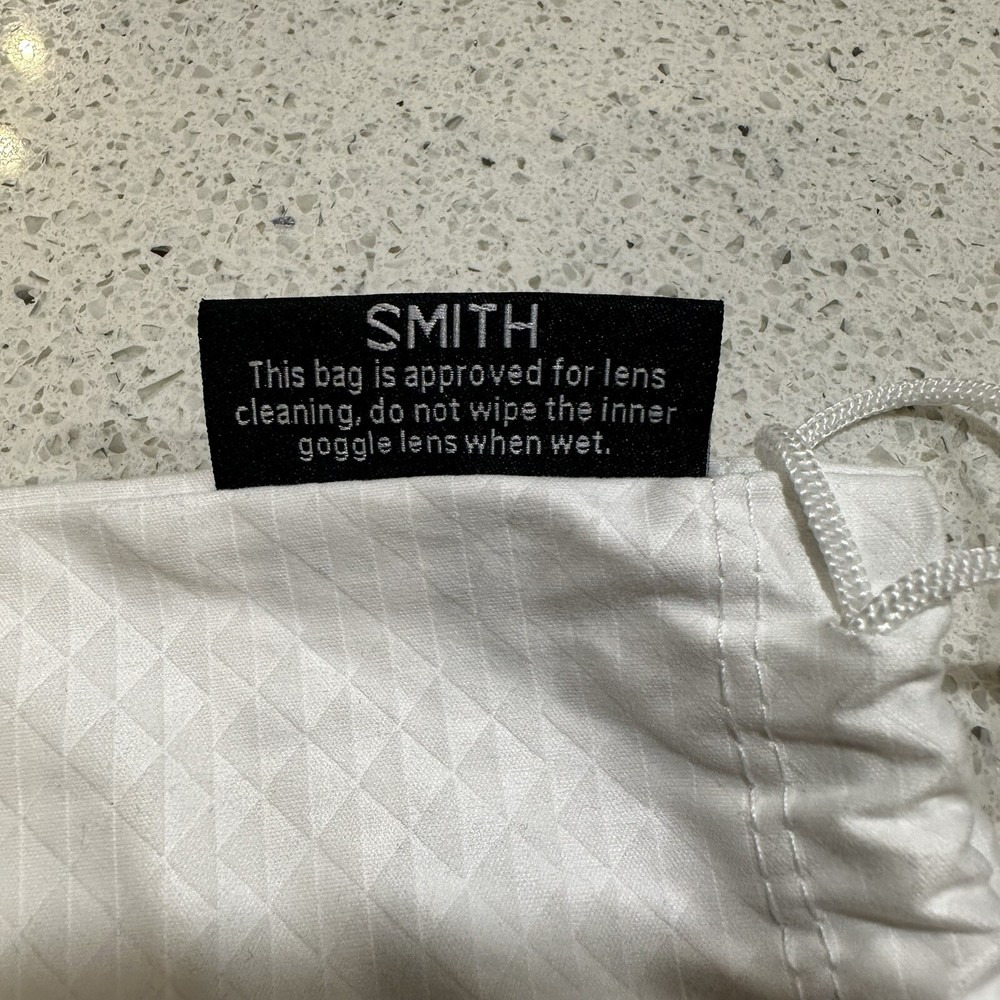 SMITH
This bag is approved for lens
cleaning, do not wipe the inner
goggle lens when wet.